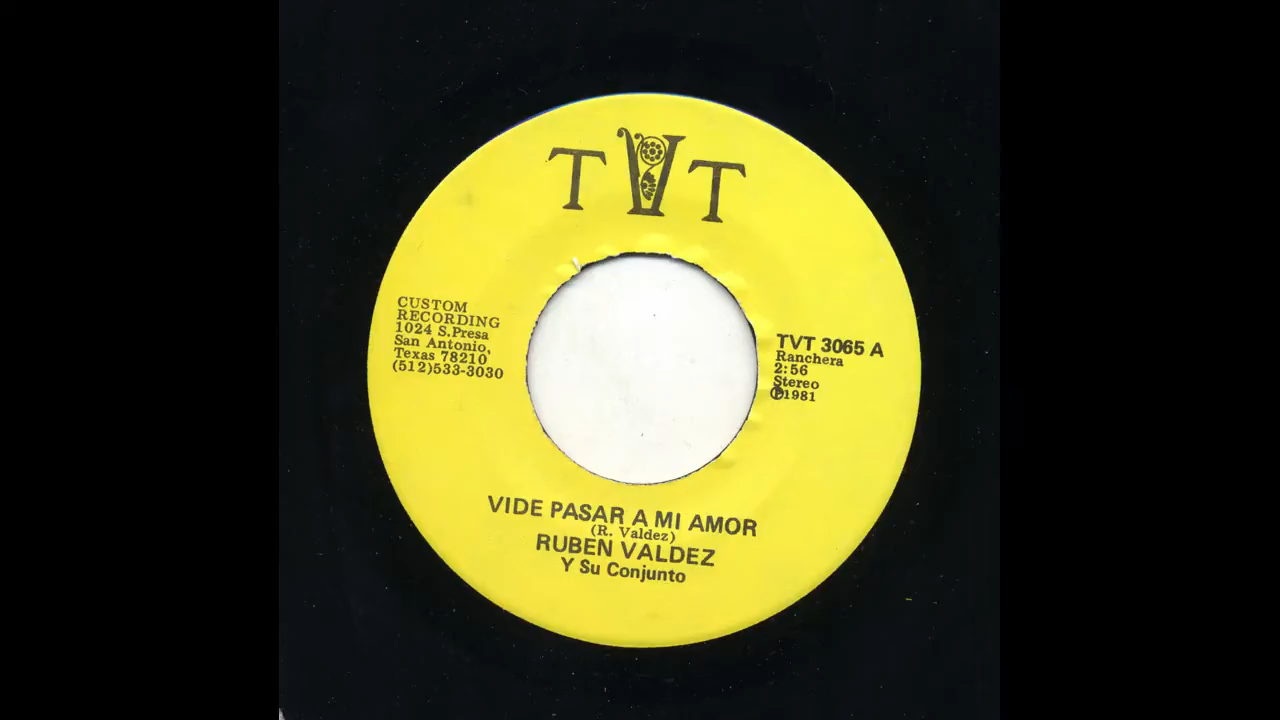 TVT
CUSTOM
RECORDING
1024 S.Presa
San Antonio,
Texas 78210
(512)533-3030
TVT 3065 A
Ranchera
2:56
Stereo
Ⓟ1981
VIDE PASAR A MI AMOR
(R. Valdez)
RUBEN VALDEZ
Y Su Conjunto